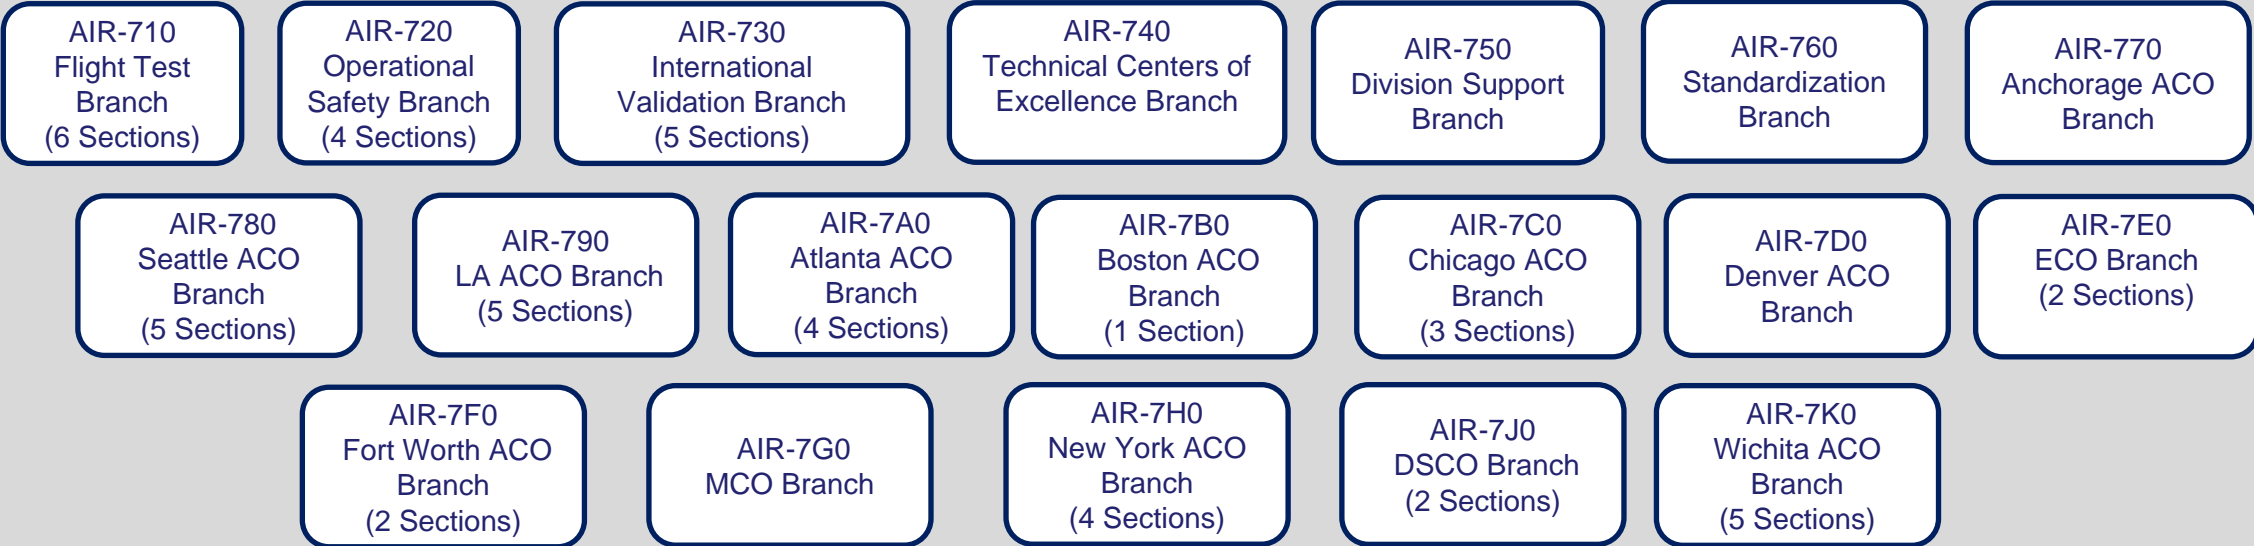 AIR-710
Flight Test
Branch
(6 Sections)
AIR-720
Operational
Safety Branch
(4 Sections)
AIR-730
International
Validation Branch
(5 Sections)
AIR-740
Technical Centers of
Excellence Branch
AIR-750
Division Support
Branch
AIR-760
Standardization
Branch
AIR-770
Anchorage ACO
Branch
AIR-780
Seattle ACO
Branch
(5 Sections)
AIR-790
LA ACO Branch
(5 Sections)
AIR-7A0
Atlanta ACO
Branch
(4 Sections)
AIR-7B0
Boston ACO
Branch
(1 Section)
AIR-7C0
Chicago ACO
Branch
(3 Sections)
AIR-7D0
Denver ACO
Branch
AIR-7E0
ECO Branch
(2 Sections)
AIR-7F0
Fort Worth ACO
Branch
(2 Sections)
AIR-7G0
MCO Branch
AIR-7H0
New York ACO
Branch
(4 Sections)
AIR-7J0
DSCO Branch
(2 Sections)
AIR-7K0
Wichita ACO
Branch
(5 Sections)